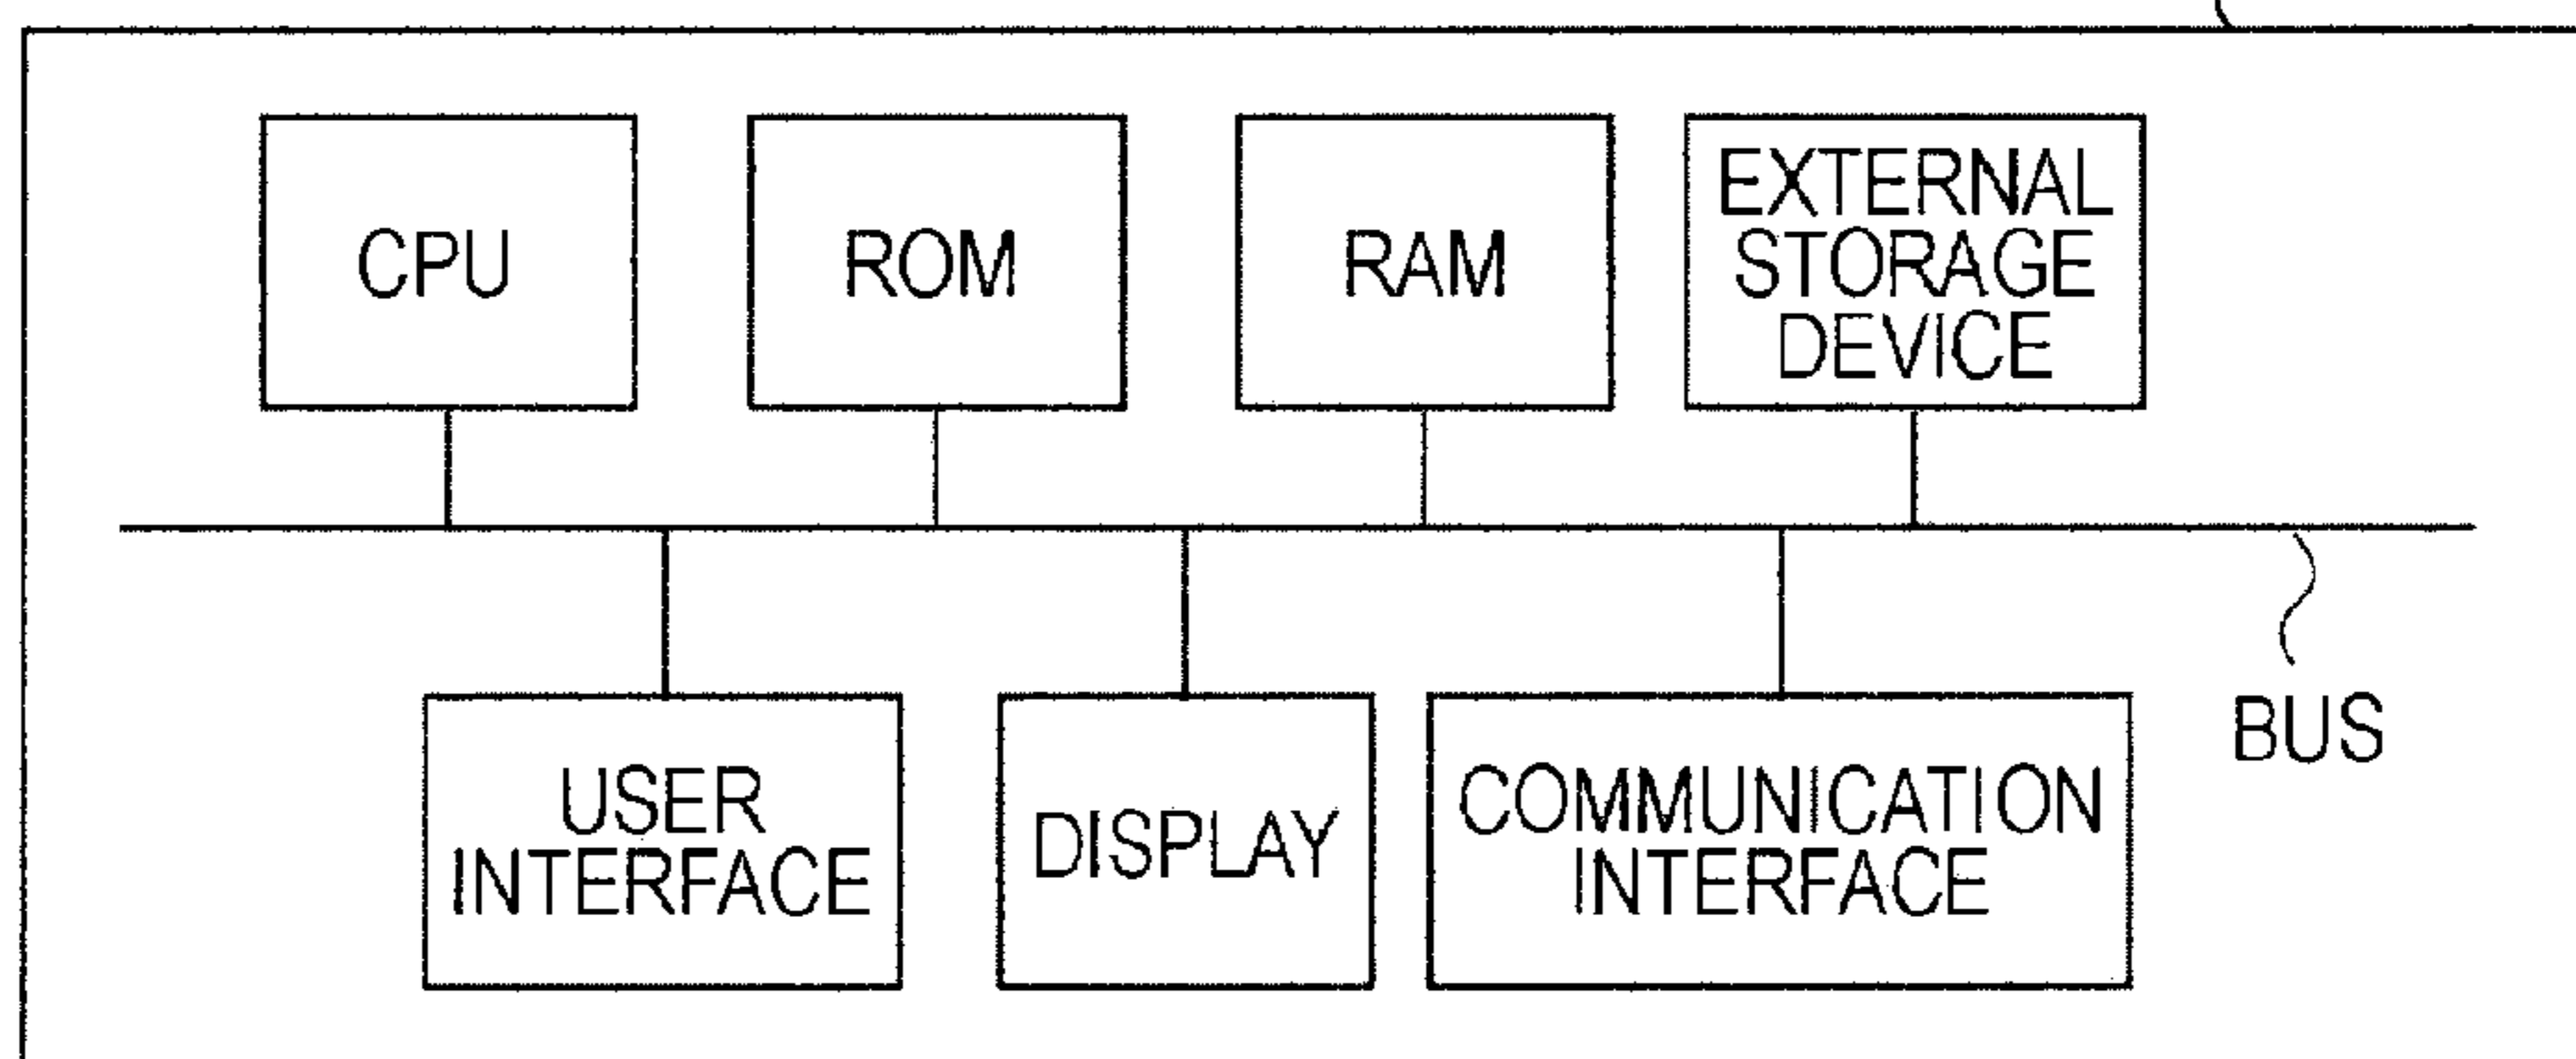 CPU
ROM
RAM
EXTERNAL
STORAGE
DEVICE
USER
INTERFACE
DISPLAY
COMMUNICATION
INTERFACE
BUS